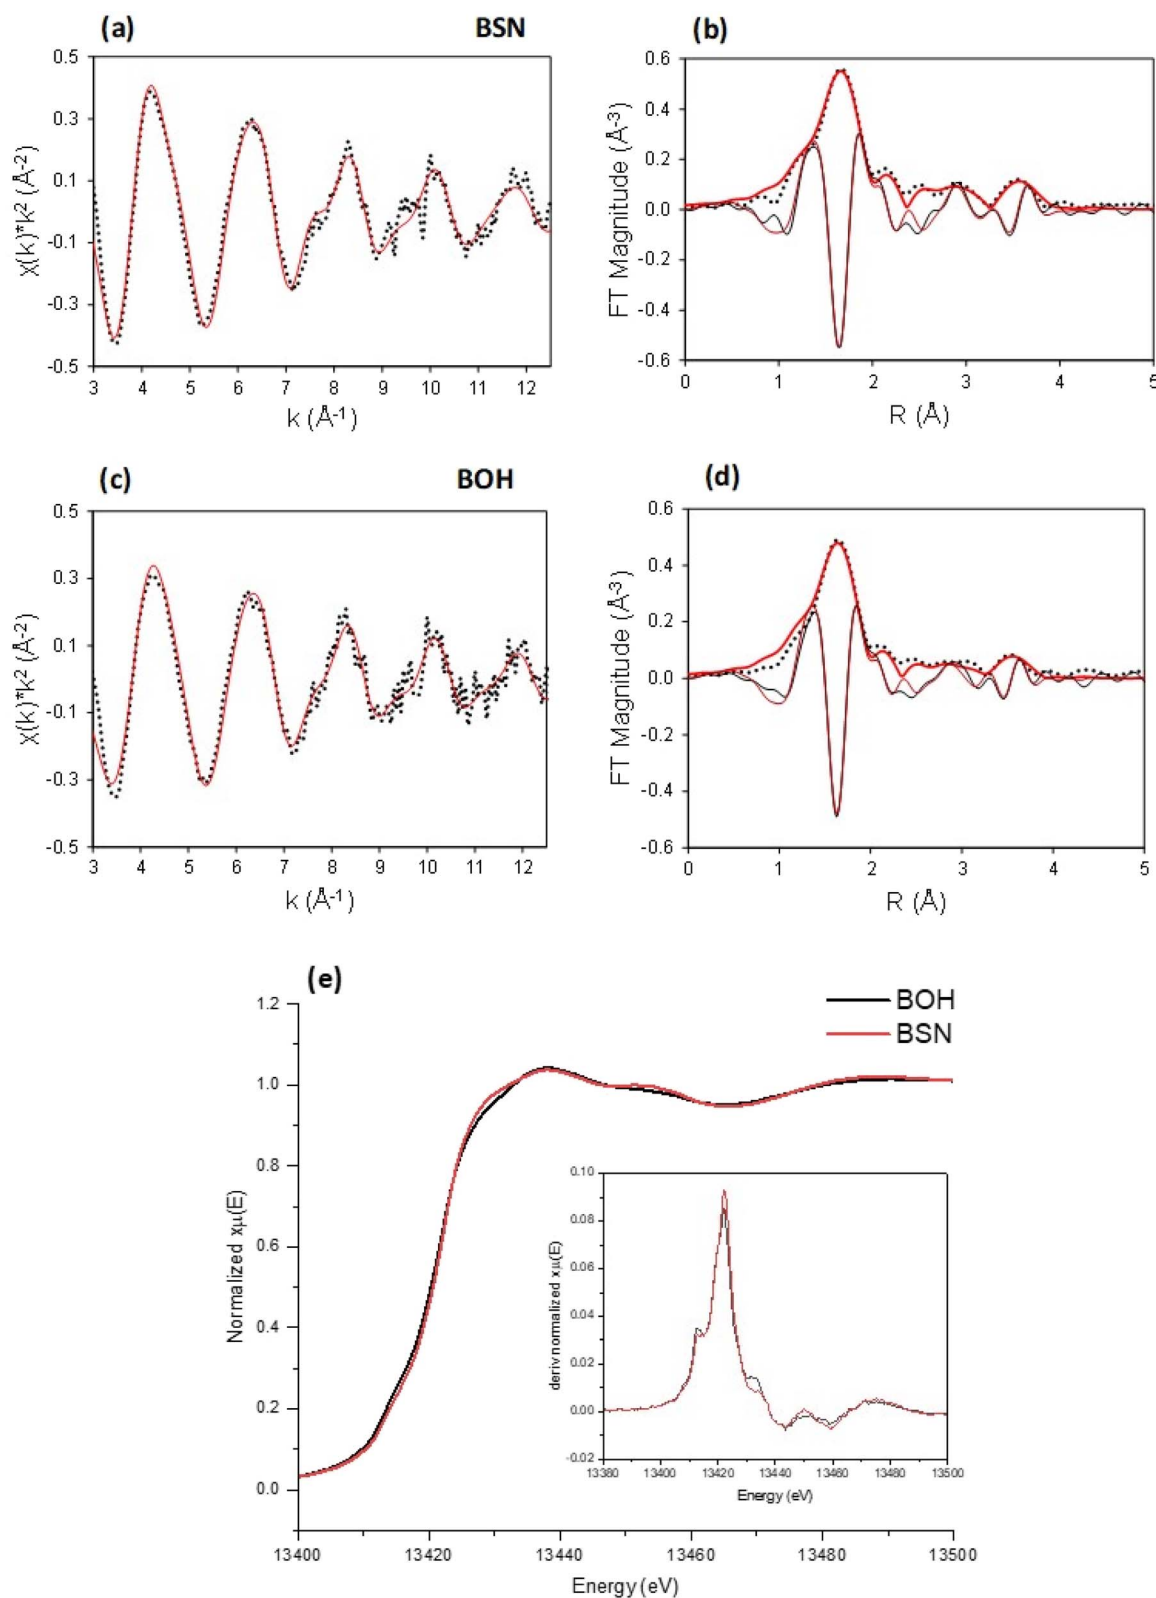 (a) BSN (b)
0.5
0.3
0.1
-0.1
-0.3
-0.5
χ(k)*k² (Å⁻²)
3 4 5 6 7 8 9 10 11 12
k (Å⁻¹)
0.6
0.4
0.2
0.0
-0.2
-0.4
-0.6
FT Magnitude (Å⁻³)
0 1 2 3 4 5
R (Å)
(c) BOH (d)
0.5
0.3
0.1
-0.1
-0.3
-0.5
χ(k)*k² (Å⁻²)
3 4 5 6 7 8 9 10 11 12
k (Å⁻¹)
0.6
0.4
0.2
0.0
-0.2
-0.4
-0.6
FT Magnitude (Å⁻³)
0 1 2 3 4 5
R (Å)
(e)
BOH
BSN
1.2
1.0
0.8
0.6
0.4
0.2
0.0
Normalized xμ(E)
13400 13420 13440 13460 13480 13500
Energy (eV)
0.10
0.08
0.06
0.04
0.02
0.00
-0.02
deriv normalized xμ(E)
13380 13400 13420 13440 13460 13480 13500
Energy (eV)